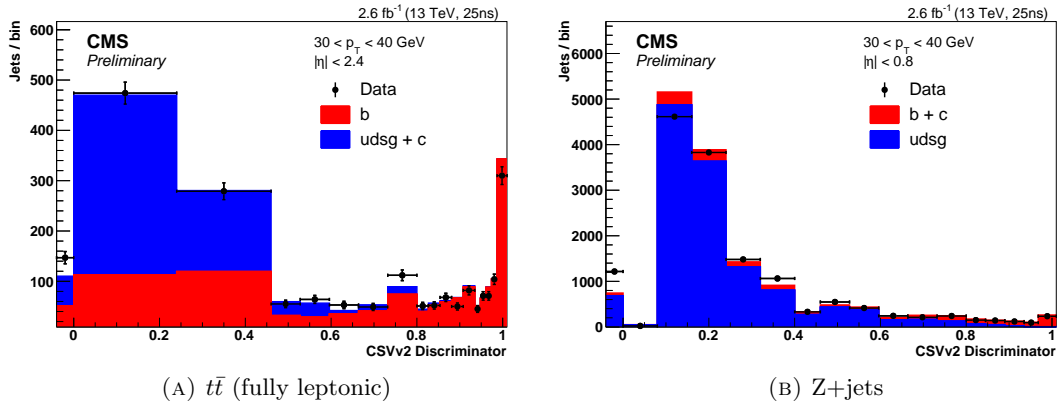 2.6 fb⁻¹ (13 TeV, 25ns)
Jets / bin
600
500
400
300
200
100
CMS
Preliminary
30 < p_T < 40 GeV
|η| < 2.4
Data
b
udsg + c
0 0.2 0.4 0.6 0.8 1
CSVv2 Discriminator
(A) tt̄ (fully leptonic)
2.6 fb⁻¹ (13 TeV, 25ns)
Jets / bin
6000
5000
4000
3000
2000
1000
0
CMS
Preliminary
30 < p_T < 40 GeV
|η| < 0.8
Data
b + c
udsg
0 0.2 0.4 0.6 0.8 1
CSVv2 Discriminator
(B) Z+jets